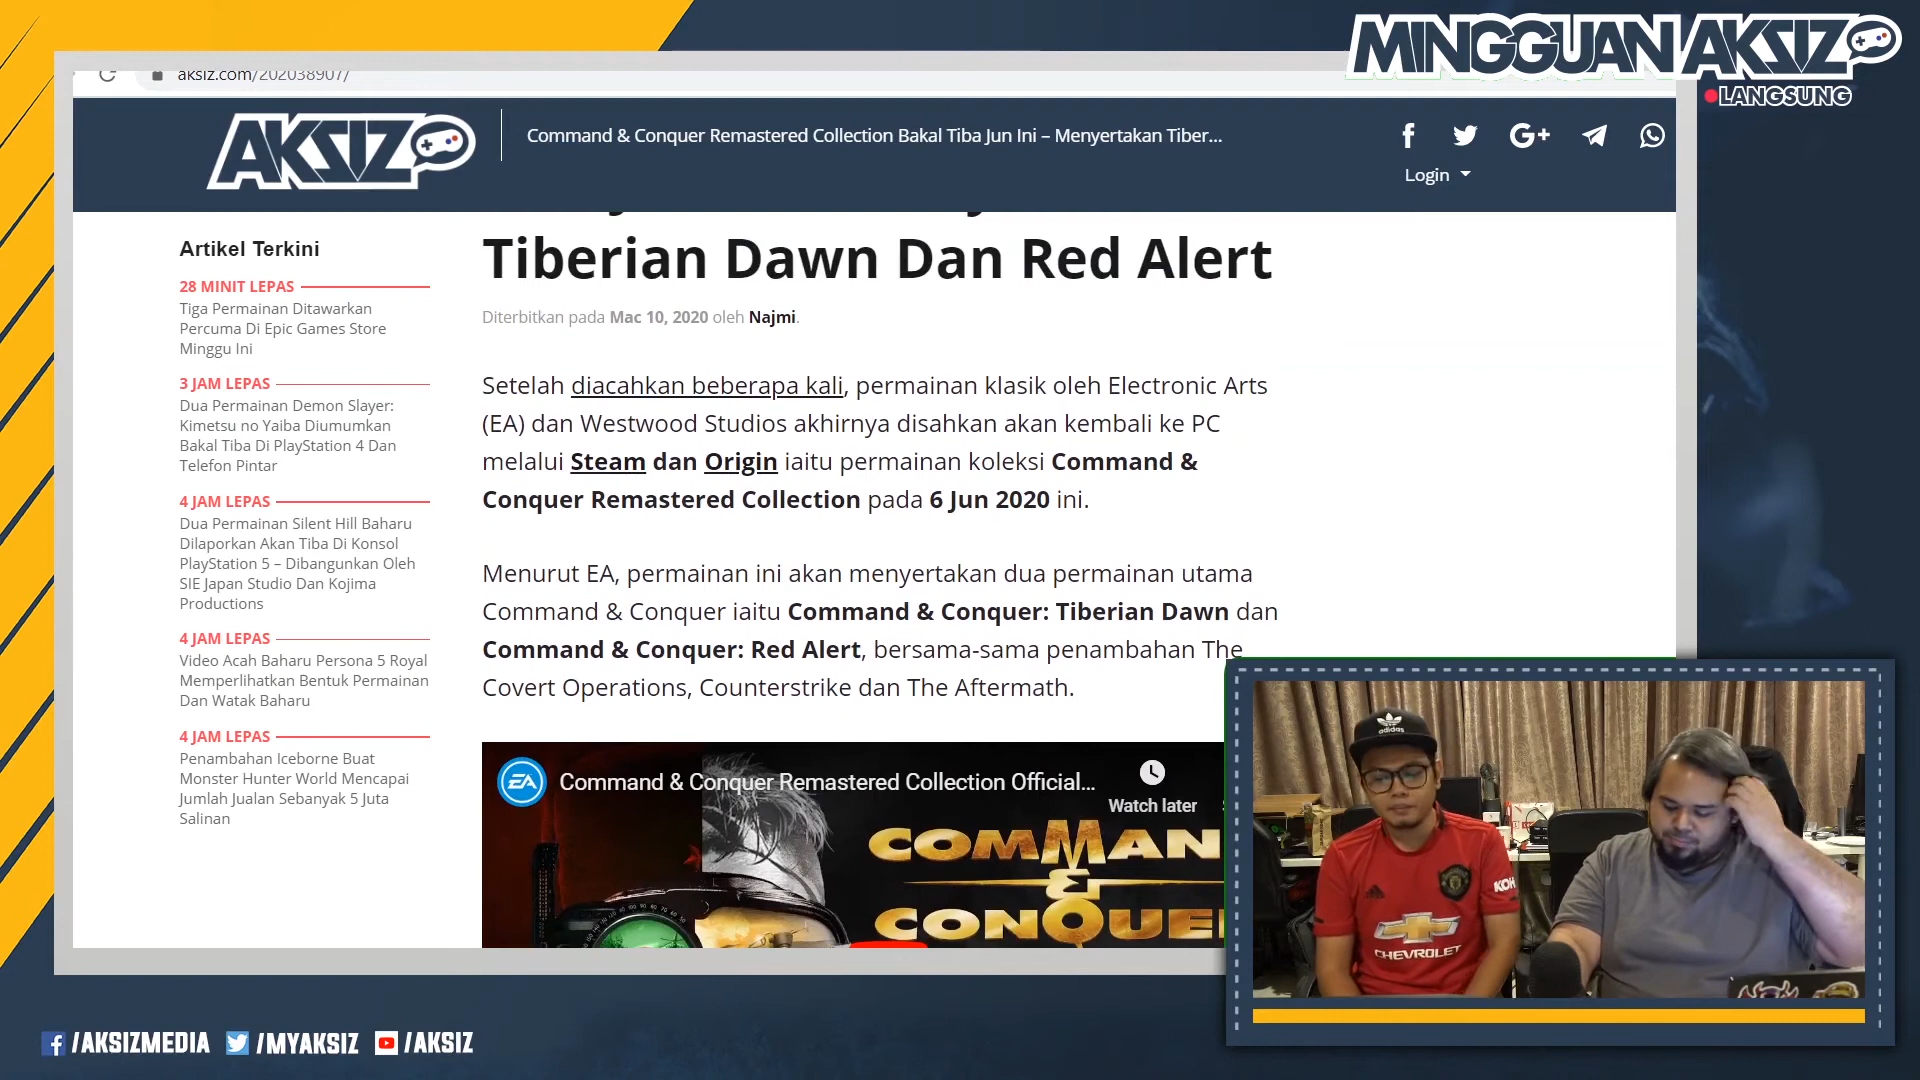 MINGGUAN AKSIZ
LANGSUNG
aksiz.com/202038907/
AKSIZ
Command & Conquer Remastered Collection Bakal Tiba Jun Ini – Menyertakan Tiber...
Login
Tiberian Dawn Dan Red Alert
Diterbitkan pada Mac 10, 2020 oleh Najmi.
Artikel Terkini
28 MINIT LEPAS
Tiga Permainan Ditawarkan
Percuma Di Epic Games Store
Minggu Ini
3 JAM LEPAS
Dua Permainan Demon Slayer:
Kimetsu no Yaiba Diumumkan
Bakal Tiba Di PlayStation 4 Dan
Telefon Pintar
4 JAM LEPAS
Dua Permainan Silent Hill Baharu
Dilaporkan Akan Tiba Di Konsol
PlayStation 5 – Dibangunkan Oleh
SIE Japan Studio Dan Kojima
Productions
4 JAM LEPAS
Video Acah Baharu Persona 5 Royal
Memperlihatkan Bentuk Permainan
Dan Watak Baharu
4 JAM LEPAS
Penambahan Iceborne Buat
Monster Hunter World Mencapai
Jumlah Jualan Sebanyak 5 Juta
Salinan
Setelah diacahkan beberapa kali, permainan klasik oleh Electronic Arts
(EA) dan Westwood Studios akhirnya disahkan akan kembali ke PC
melalui Steam dan Origin iaitu permainan koleksi Command &
Conquer Remastered Collection pada 6 Jun 2020 ini.
Menurut EA, permainan ini akan menyertakan dua permainan utama
Command & Conquer iaitu Command & Conquer: Tiberian Dawn dan
Command & Conquer: Red Alert, bersama-sama penambahan The
Covert Operations, Counterstrike dan The Aftermath.
EA
Command & Conquer Remastered Collection Official...
Watch later
COMMAN
&
CONQUE
adidas
KOH
CHEVROLET
/AKSIZMEDIA
/MYAKSIZ
/AKSIZ